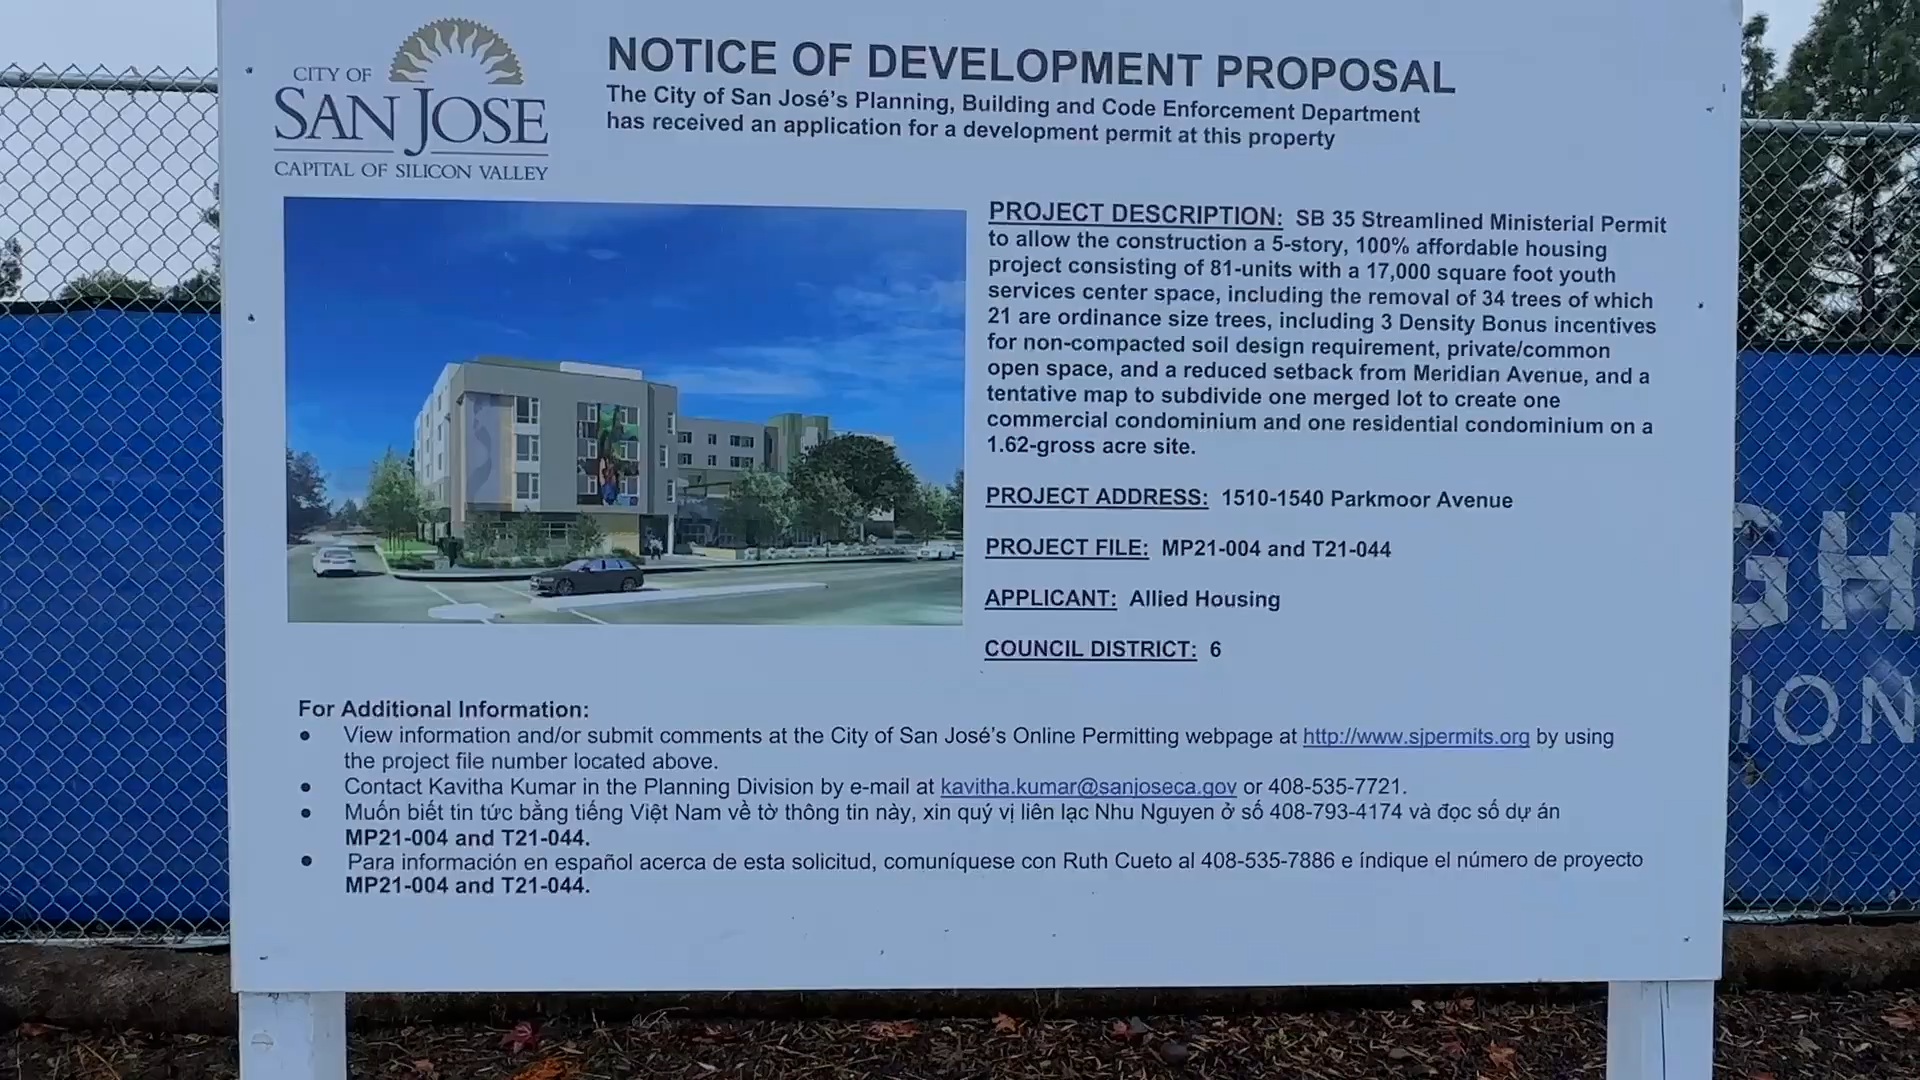 CITY OF
SAN JOSE
CAPITAL OF SILICON VALLEY
NOTICE OF DEVELOPMENT PROPOSAL
The City of San José's Planning, Building and Code Enforcement Department
has received an application for a development permit at this property
PROJECT DESCRIPTION: SB 35 Streamlined Ministerial Permit
to allow the construction a 5-story, 100% affordable housing
project consisting of 81-units with a 17,000 square foot youth
services center space, including the removal of 34 trees of which
21 are ordinance size trees, including 3 Density Bonus incentives
for non-compacted soil design requirement, private/common
open space, and a reduced setback from Meridian Avenue, and a
tentative map to subdivide one merged lot to create one
commercial condominium and one residential condominium on a
1.62-gross acre site.
PROJECT ADDRESS: 1510-1540 Parkmoor Avenue
PROJECT FILE: MP21-004 and T21-044
APPLICANT: Allied Housing
COUNCIL DISTRICT: 6
For Additional Information:
• View information and/or submit comments at the City of San José's Online Permitting webpage at http://www.sjpermits.org by using
the project file number located above.
• Contact Kavitha Kumar in the Planning Division by e-mail at kavitha.kumar@sanjoseca.gov or 408-535-7721.
• Muốn biết tin tức bằng tiếng Việt Nam về tờ thông tin này, xin quý vị liên lạc Nhu Nguyen ở số 408-793-4174 và đọc số dự án
MP21-004 and T21-044.
• Para información en español acerca de esta solicitud, comuníquese con Ruth Cueto al 408-535-7886 e índique el número de proyecto
MP21-004 and T21-044.
GH
ION